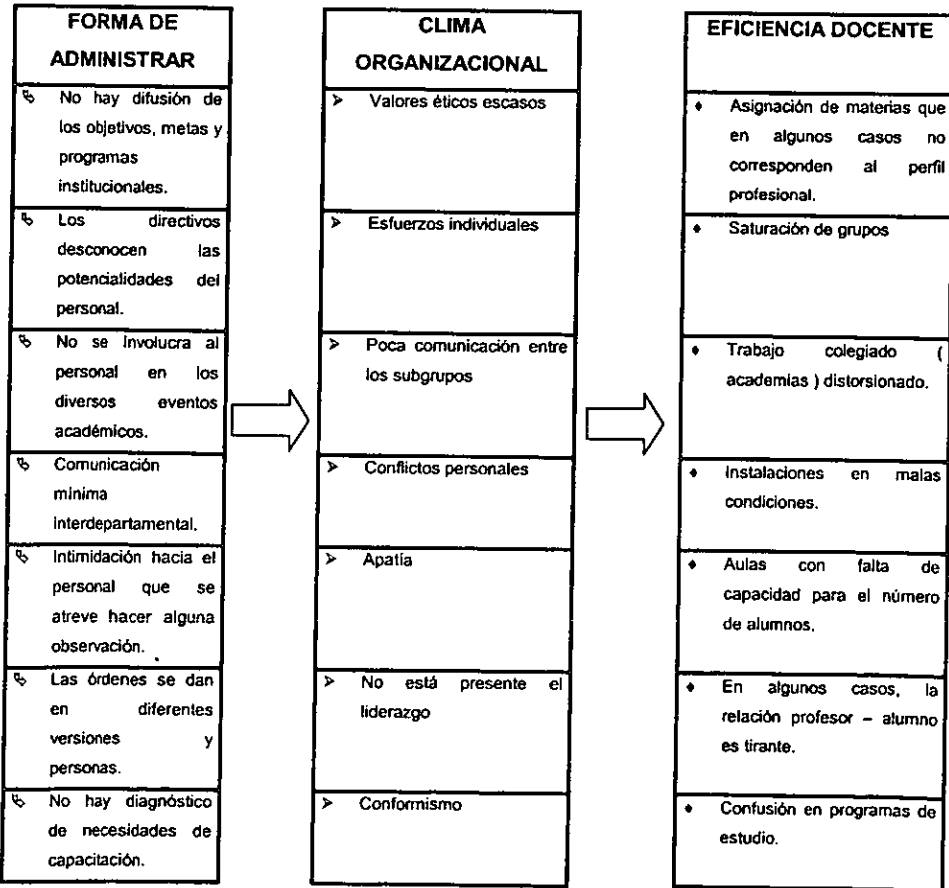 FORMA DE
ADMINISTRAR
No hay difusión de
los objetivos, metas y
programas
institucionales.
Los directivos
desconocen las
potencialidades del
personal.
No se Involucra al
personal en los
diversos eventos
académicos.
Comunicación
mínima
interdepartamental.
Intimidación hacia el
personal que se
atreve hacer alguna
observación.
Las órdenes se dan
en diferentes
versiones y
personas.
No hay diagnóstico
de necesidades de
capacitación.
CLIMA
ORGANIZACIONAL
Valores éticos escasos
Esfuerzos individuales
Poca comunicación entre
los subgrupos
Conflictos personales
Apatía
No está presente el
liderazgo
Conformismo
EFICIENCIA DOCENTE
Asignación de materias que
en algunos casos no
corresponden al perfil
profesional.
Saturación de grupos
Trabajo colegiado (
academias ) distorsionado.
Instalaciones en malas
condiciones.
Aulas con falta de
capacidad para el número
de alumnos.
En algunos casos, la
relación profesor – alumno
es tirante.
Confusión en programas de
estudio.